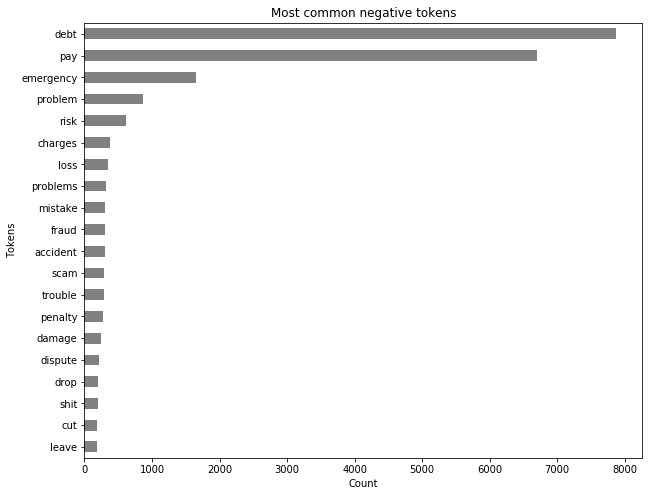 Most common negative tokens
debt
pay
emergency
problem
risk
charges
loss
problems
mistake
fraud
accident
scam
trouble
penalty
damage
dispute
drop
shit
cut
leave
Tokens
0 1000 2000 3000 4000 5000 6000 7000 8000
Count